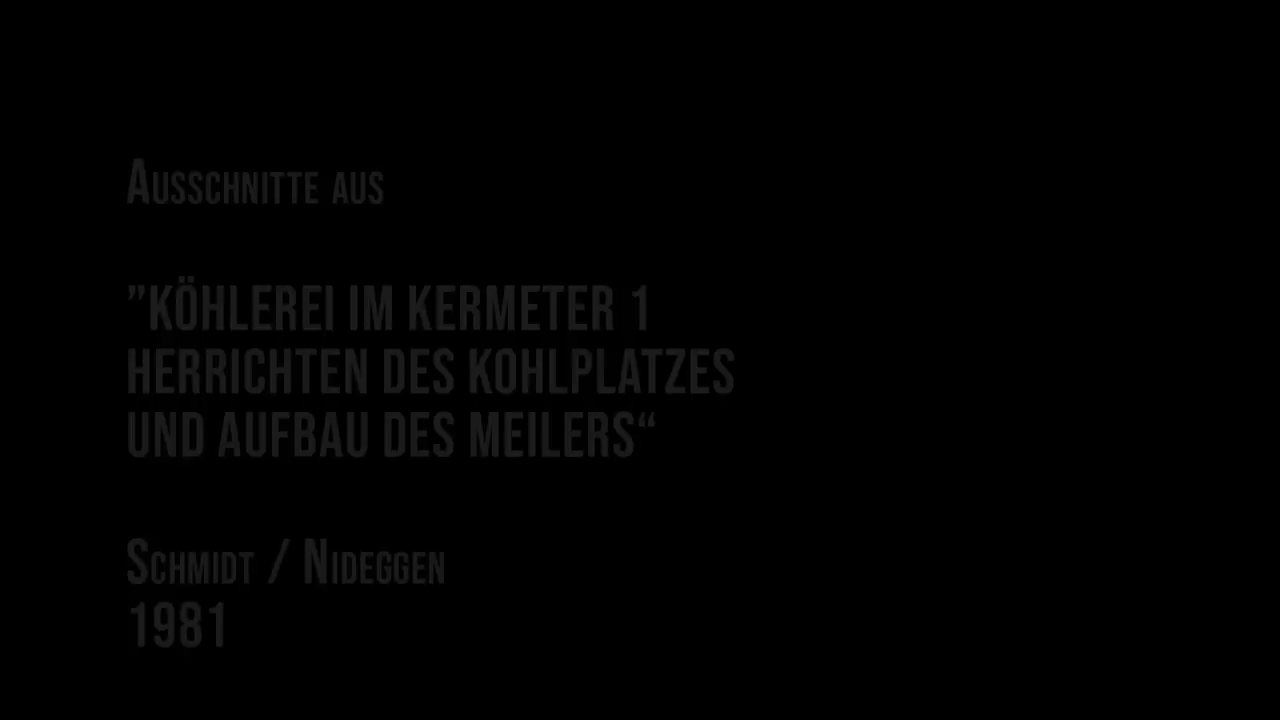 Ausschnitte aus
”KÖHLEREI IM KERMETER 1
HERRICHTEN DES KOHLPLATZES
UND AUFBAU DES MEILERS“
Schmidt / Nideggen
1981